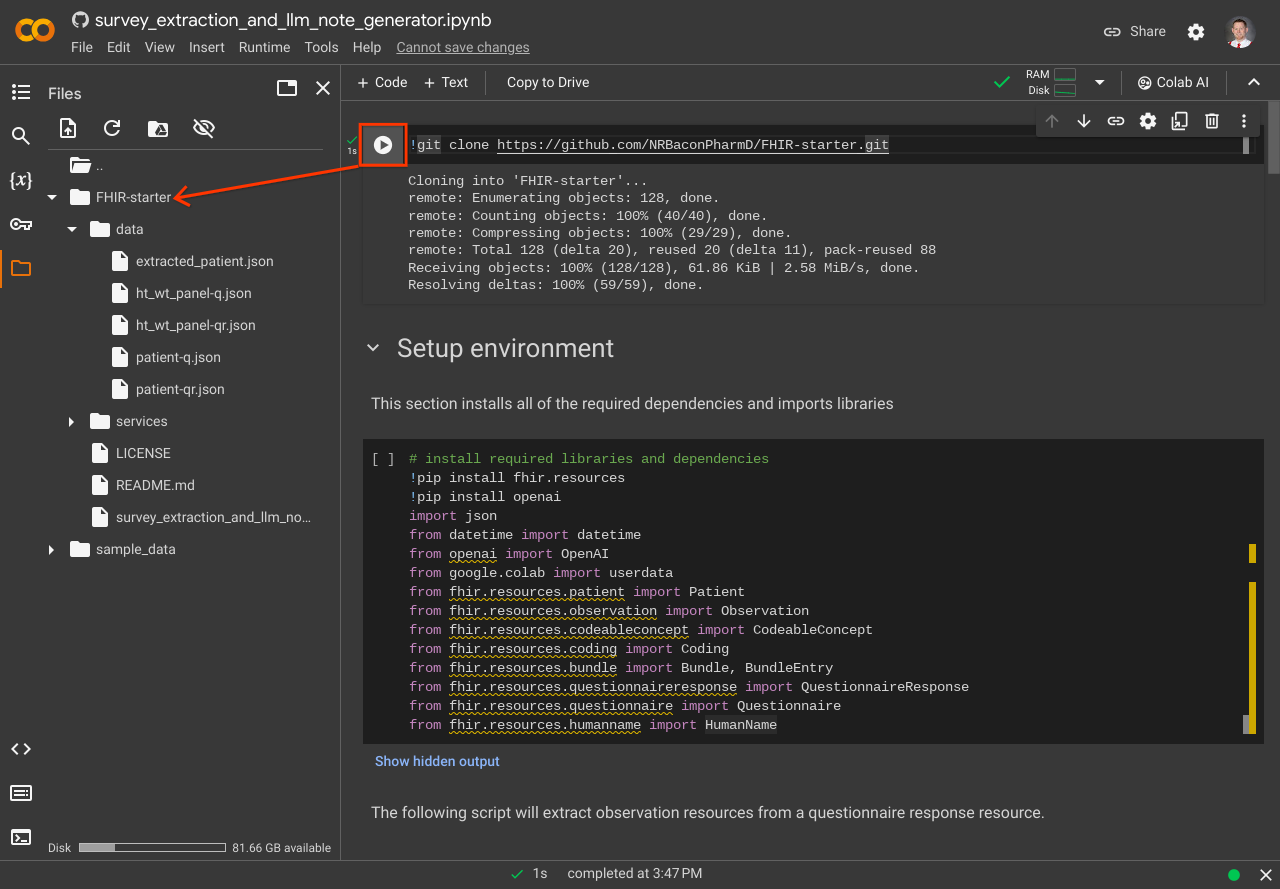 survey_extraction_and_llm_note_generator.ipynb
File Edit View Insert Runtime Tools Help Cannot save changes
Share
Files
+ Code + Text Copy to Drive
RAM
Disk
Colab AI
..
FHIR-starter
data
extracted_patient.json
ht_wt_panel-q.json
ht_wt_panel-qr.json
patient-q.json
patient-qr.json
services
LICENSE
README.md
survey_extraction_and_llm_no...
sample_data
{x}
Disk 81.66 GB available
1s
!git clone https://github.com/NRBaconPharmD/FHIR-starter.git
Cloning into 'FHIR-starter'...
remote: Enumerating objects: 128, done.
remote: Counting objects: 100% (40/40), done.
remote: Compressing objects: 100% (29/29), done.
remote: Total 128 (delta 20), reused 20 (delta 11), pack-reused 88
Receiving objects: 100% (128/128), 61.86 KiB | 2.58 MiB/s, done.
Resolving deltas: 100% (59/59), done.
Setup environment
This section installs all of the required dependencies and imports libraries
[ ] # install required libraries and dependencies
!pip install fhir.resources
!pip install openai
import json
from datetime import datetime
from openai import OpenAI
from google.colab import userdata
from fhir.resources.patient import Patient
from fhir.resources.observation import Observation
from fhir.resources.codeableconcept import CodeableConcept
from fhir.resources.coding import Coding
from fhir.resources.bundle import Bundle, BundleEntry
from fhir.resources.questionnaireresponse import QuestionnaireResponse
from fhir.resources.questionnaire import Questionnaire
from fhir.resources.humanname import HumanName
Show hidden output
The following script will extract observation resources from a questionnaire response resource.
1s completed at 3:47 PM